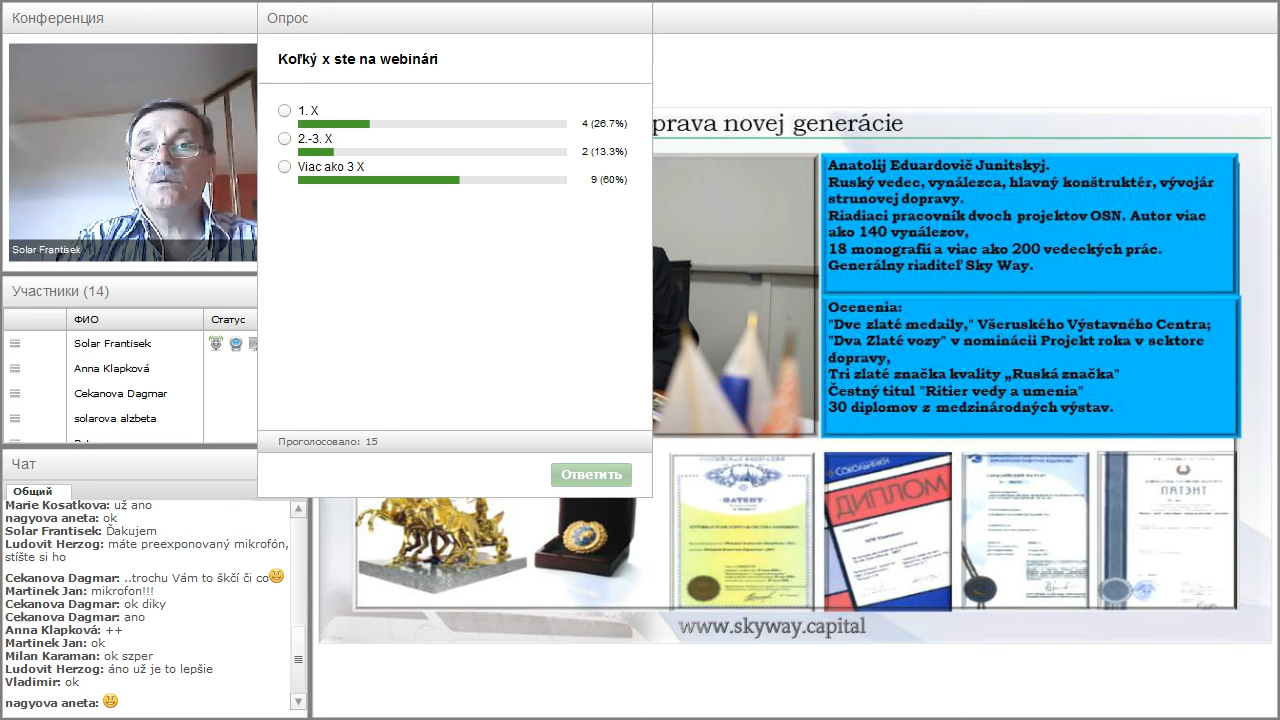 Конференция
Solar Frantisek
Участники (14)
ФИО
Статус
Solar Frantisek
Anna Klapková
Cekanova Dagmar
solarova alzbeta
Чат
Общий
Marie Kosatkova: už ano
nagyova aneta: ok
Solar Frantisek: Ďakujem
Ludovit Herzog: máte preexponovaný mikrofón
stíšte si ho
Cekanova Dagmar: ..trochu Vám to škčí či co
Martinek Jan: mikrofon!!!
Cekanova Dagmar: ok diky
Cekanova Dagmar: ano
Anna Klapková: ++
Martinek Jan: ok
Milan Karaman: ok szper
Ludovit Herzog: áno už je to lepšie
Vladimir: ok
nagyova aneta:
Опрос
Koľký x ste na webinári
1. X
4 (26.7%)
2.-3. X
2 (13.3%)
Viac ako 3 X
9 (60%)
Проголосовало: 15
Ответить
prava novej generácie
Anatolij Eduardovič Junitskyj.
Ruský vedec, vynálezca, hlavný konštruktér, vývojár
strunovej dopravy.
Riadiaci pracovník dvoch projektov OSN. Autor viac
ako 140 vynálezov,
18 monografií a viac ako 200 vedeckých prác.
Generálny riaditeľ Sky Way.
Ocenenia:
"Dve zlaté medaily," Všeruského Výstavného Centra;
"Dva Zlaté vozy" v nominácii Projekt roka v sektore
dopravy,
Tri zlaté značka kvality „Ruská značka"
Čestný titul "Ritier vedy a umenia"
30 diplomov z medzinárodných výstav.
ПАТЕНТ
СОКОЛЬНИКИ
ДИПЛОМ
ПАТЭНТ
www.skyway.capital